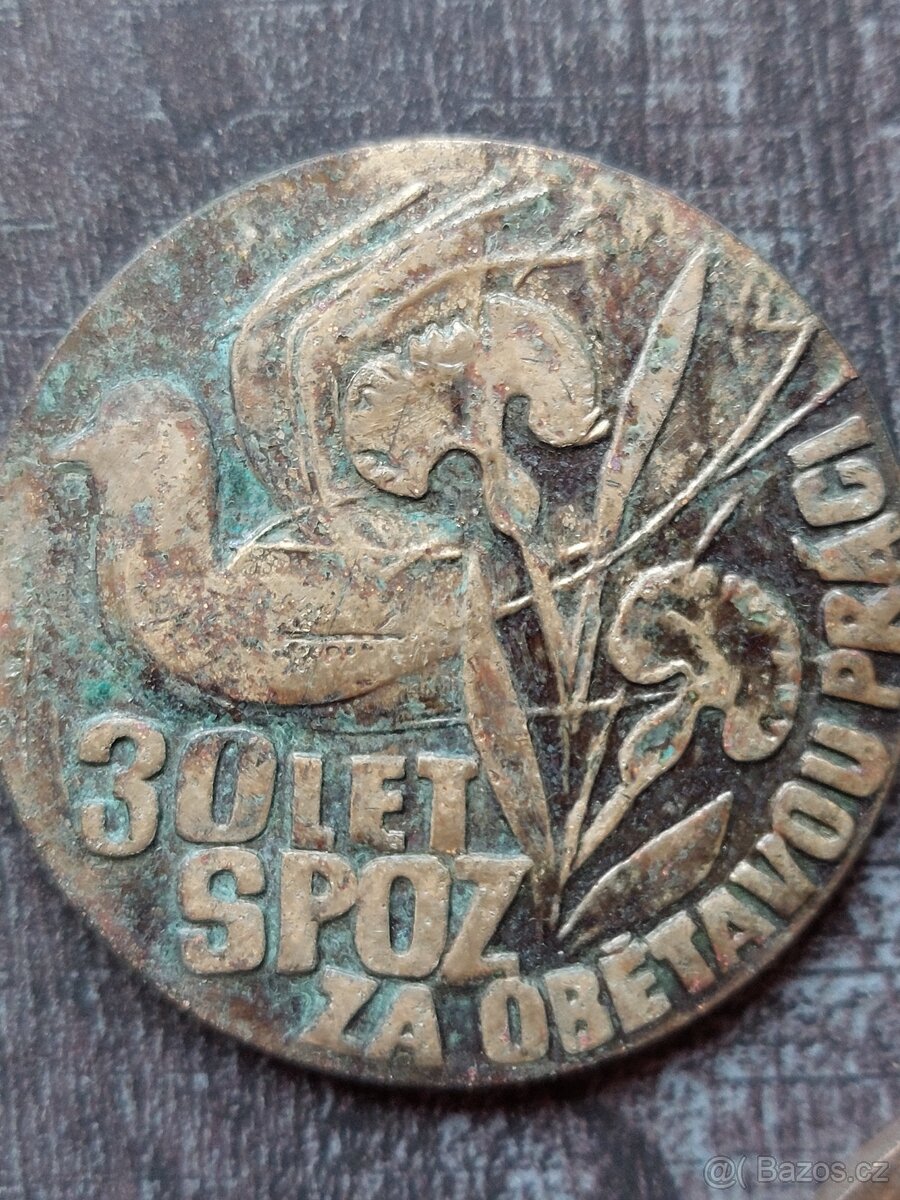 30 LET
SPOZ
ZA OBĚTAVOU PRÁCI
@( Bazos.cz